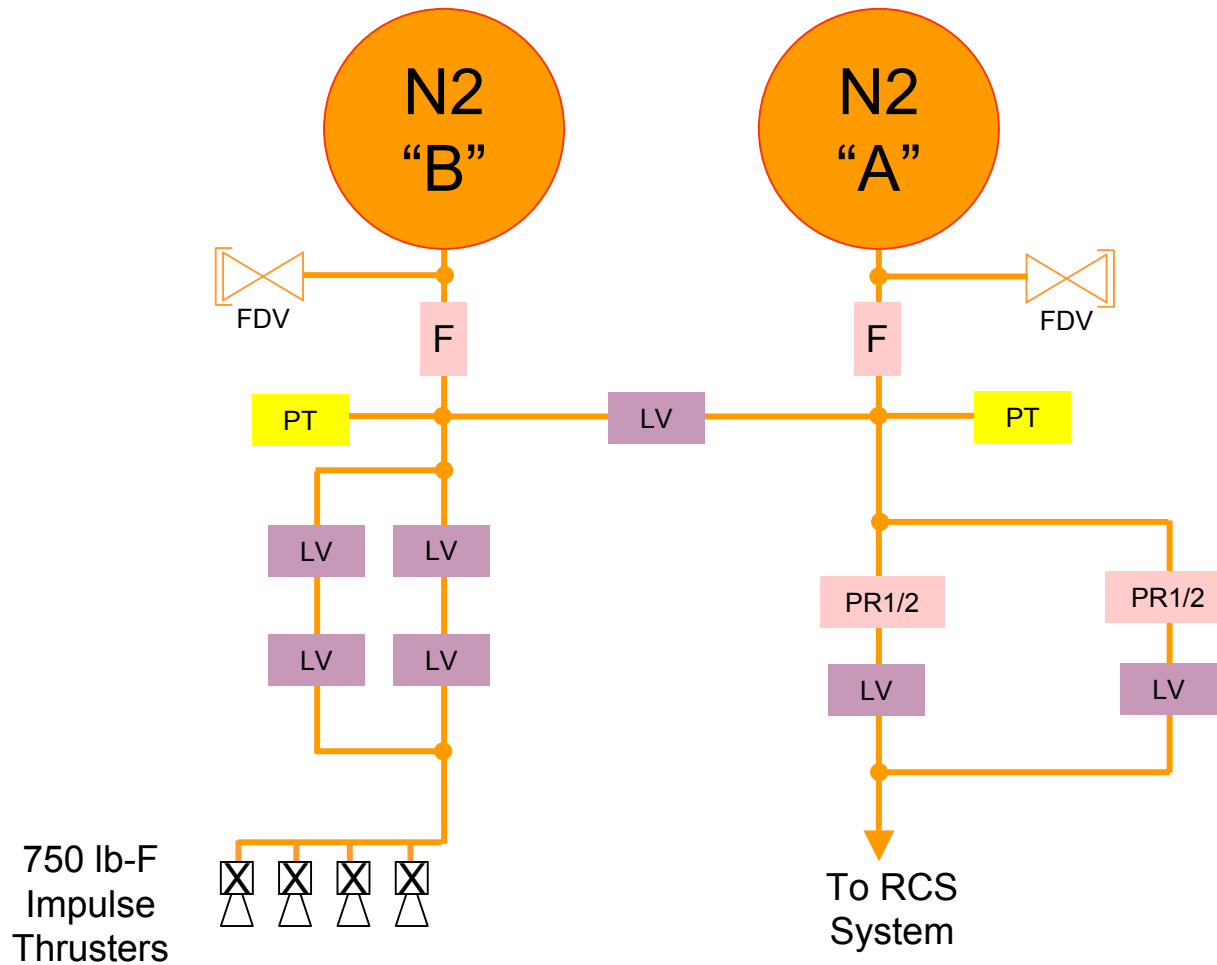 N2
“B”
N2
“A”
FDV
FDV
F
F
PT
LV
PT
LV
LV
PR1/2
PR1/2
LV
LV
LV
LV
750 lb-F
Impulse
Thrusters
To RCS
System